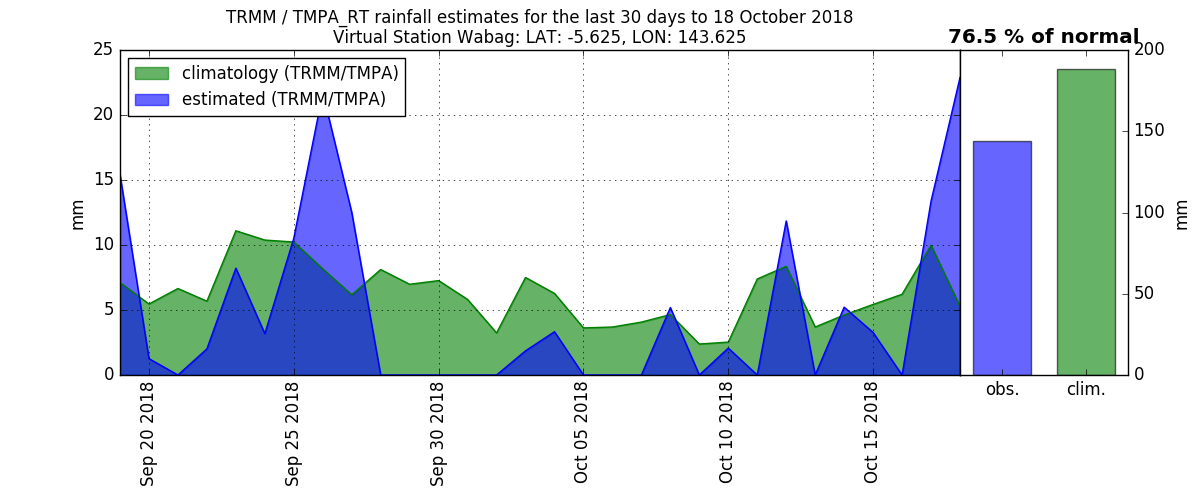 TRMM / TMPA_RT rainfall estimates for the last 30 days to 18 October 2018
Virtual Station Wabag: LAT: -5.625, LON: 143.625
76.5 % of normal
climatology (TRMM/TMPA)
estimated (TRMM/TMPA)
25
20
15
10
5
0
mm
200
150
100
50
0
mm
Sep 20 2018
Sep 25 2018
Sep 30 2018
Oct 05 2018
Oct 10 2018
Oct 15 2018
obs.
clim.